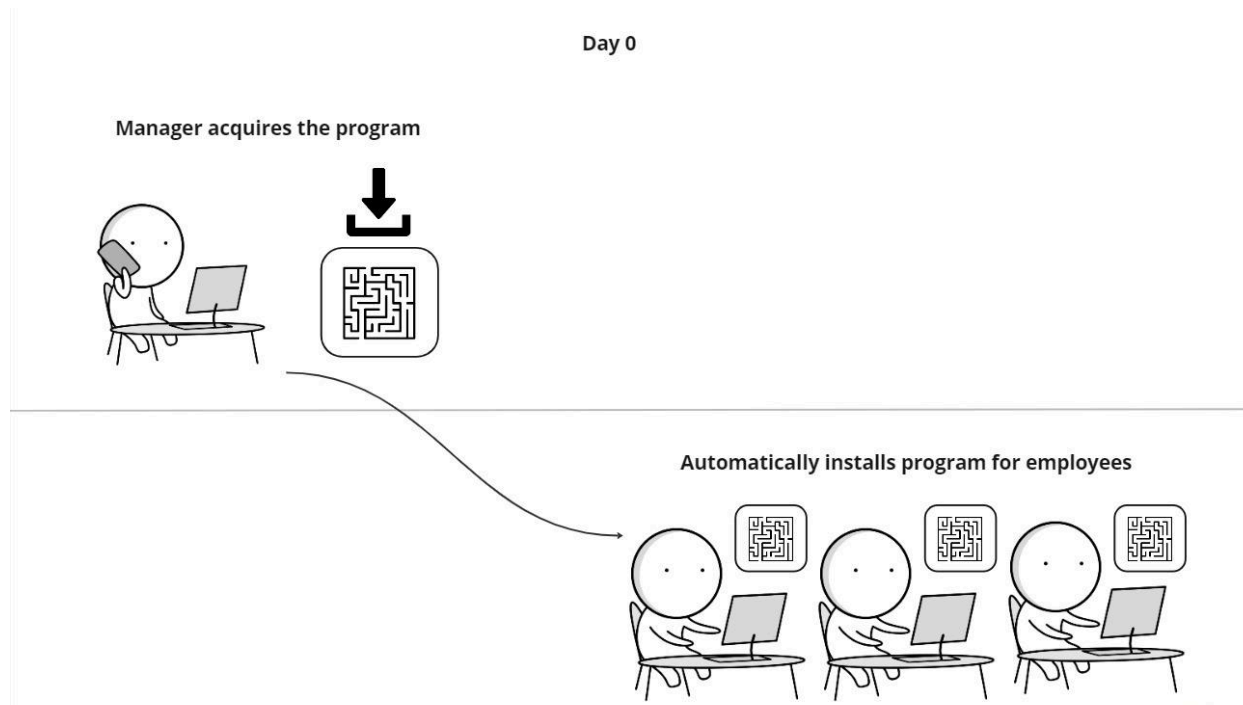 Day 0
Manager acquires the program
Automatically installs program for employees